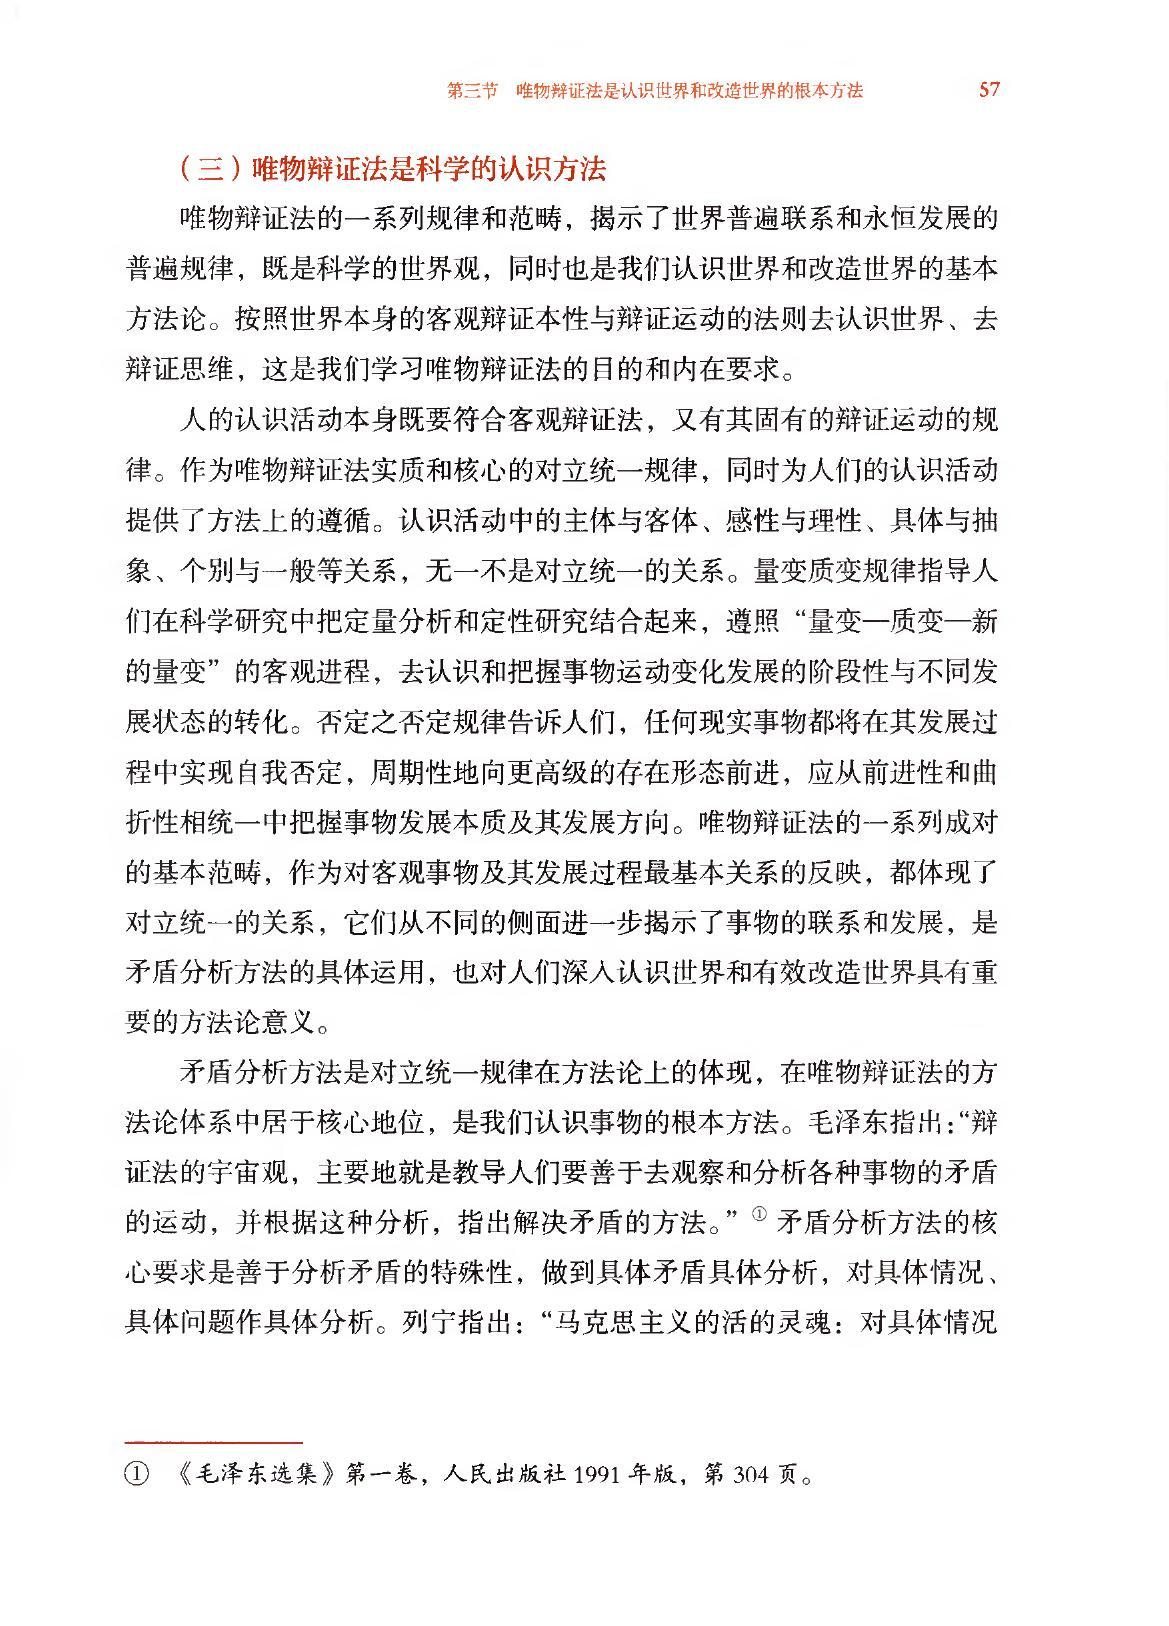 第三节 唯物辩证法是认识世界和改造世界的根本方法 57
（三）唯物辩证法是科学的认识方法
唯物辩证法的一系列规律和范畴，揭示了世界普遍联系和永恒发展的
普遍规律，既是科学的世界观，同时也是我们认识世界和改造世界的基本
方法论。按照世界本身的客观辩证本性与辩证运动的法则去认识世界、去
辩证思维，这是我们学习唯物辩证法的目的和内在要求。
人的认识活动本身既要符合客观辩证法，又有其固有的辩证运动的规
律。作为唯物辩证法实质和核心的对立统一规律，同时为人们的认识活动
提供了方法上的遵循。认识活动中的主体与客体、感性与理性、具体与抽
象、个别与一般等关系，无一不是对立统一的关系。量变质变规律指导人
们在科学研究中把定量分析和定性研究结合起来，遵照“量变—质变—新
的量变”的客观进程，去认识和把握事物运动变化发展的阶段性与不同发
展状态的转化。否定之否定规律告诉人们，任何现实事物都将在其发展过
程中实现自我否定，周期性地向更高级的存在形态前进，应从前进性和曲
折性相统一中把握事物发展本质及其发展方向。唯物辩证法的一系列成对
的基本范畴，作为对客观事物及其发展过程最基本关系的反映，都体现了
对立统一的关系，它们从不同的侧面进一步揭示了事物的联系和发展，是
矛盾分析方法的具体运用，也对人们深入认识世界和有效改造世界具有重
要的方法论意义。
矛盾分析方法是对立统一规律在方法论上的体现，在唯物辩证法的方
法论体系中居于核心地位，是我们认识事物的根本方法。毛泽东指出：“辩
证法的宇宙观，主要地就是教导人们要善于去观察和分析各种事物的矛盾
的运动，并根据这种分析，指出解决矛盾的方法。”① 矛盾分析方法的核
心要求是善于分析矛盾的特殊性，做到具体矛盾具体分析，对具体情况、
具体问题作具体分析。列宁指出：“马克思主义的活的灵魂：对具体情况
① 《毛泽东选集》第一卷，人民出版社 1991 年版，第 304 页。